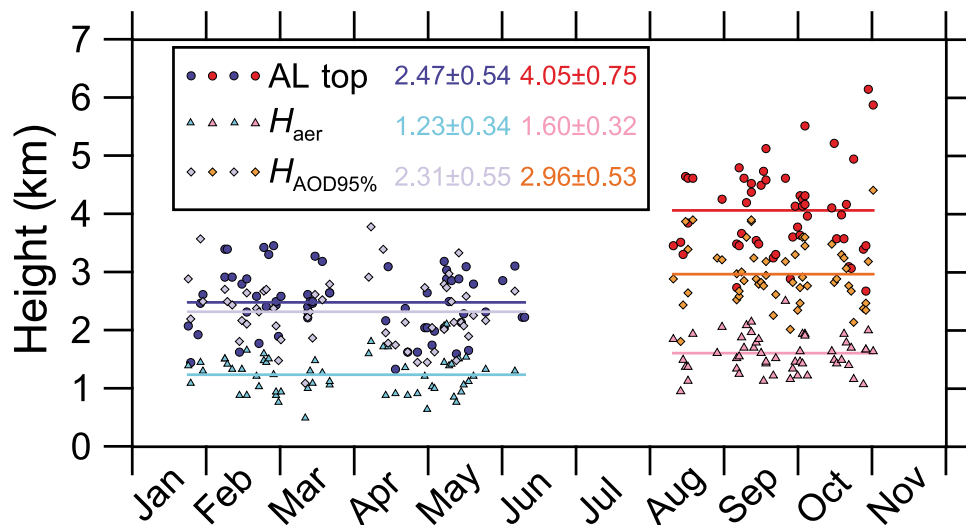 7
6
5
4
3
2
1
0
Height (km)
AL top 2.47±0.54 4.05±0.75
Haer 1.23±0.34 1.60±0.32
HAOD95% 2.31±0.55 2.96±0.53
Jan Feb Mar Apr May Jun Jul Aug Sep Oct Nov